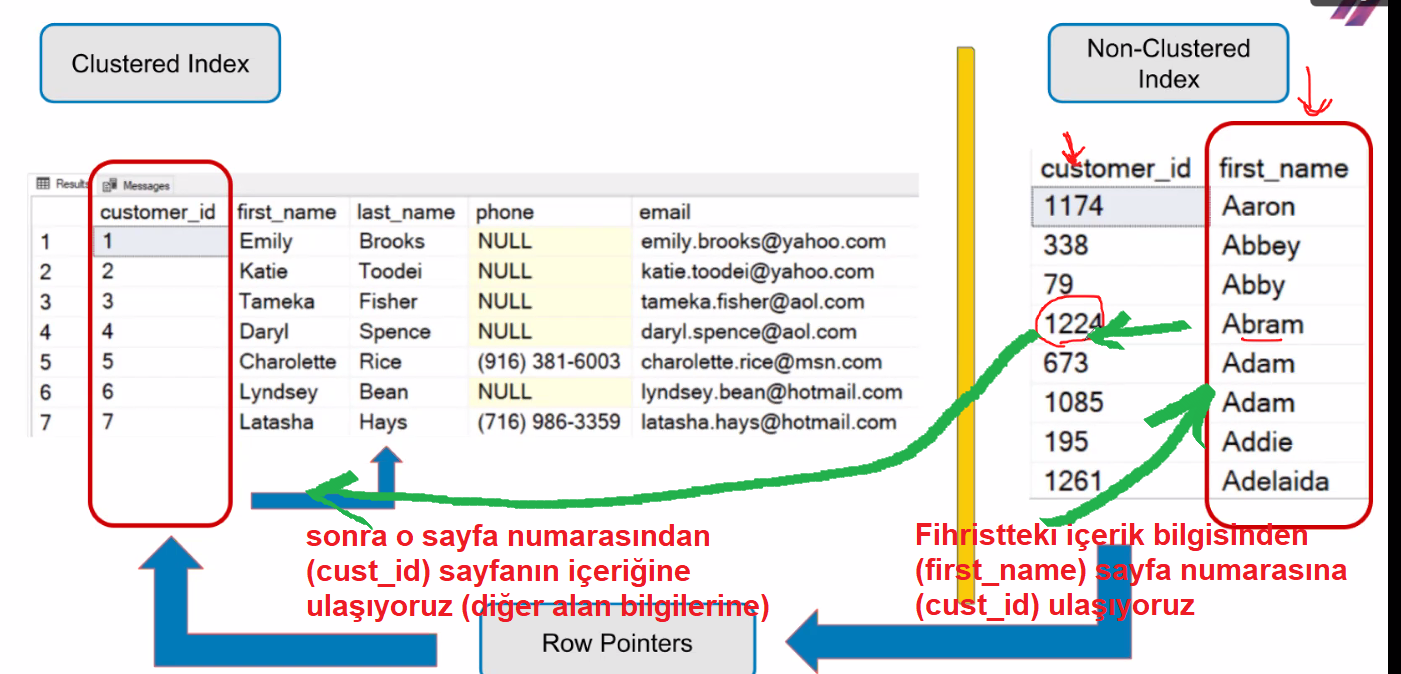 Clustered Index
Non-Clustered
Index
Results Messages
customer_id first_name last_name phone email
1 1 Emily Brooks NULL emily.brooks@yahoo.com
2 2 Katie Toodei NULL katie.toodei@yahoo.com
3 3 Tameka Fisher NULL tameka.fisher@aol.com
4 4 Daryl Spence NULL daryl.spence@aol.com
5 5 Charolette Rice (916) 381-6003 charolette.rice@msn.com
6 6 Lyndsey Bean NULL lyndsey.bean@hotmail.com
7 7 Latasha Hays (716) 986-3359 latasha.hays@hotmail.com
customer_id first_name
1174 Aaron
338 Abbey
79 Abby
1224 Abram
673 Adam
1085 Adam
195 Addie
1261 Adelaida
sonra o sayfa numarasından
(cust_id) sayfanın içeriğine
ulaşıyoruz (diğer alan bilgilerine)
Fihristteki içerik bilgisinden
(first_name) sayfa numarasına
(cust_id) ulaşıyoruz
Row Pointers